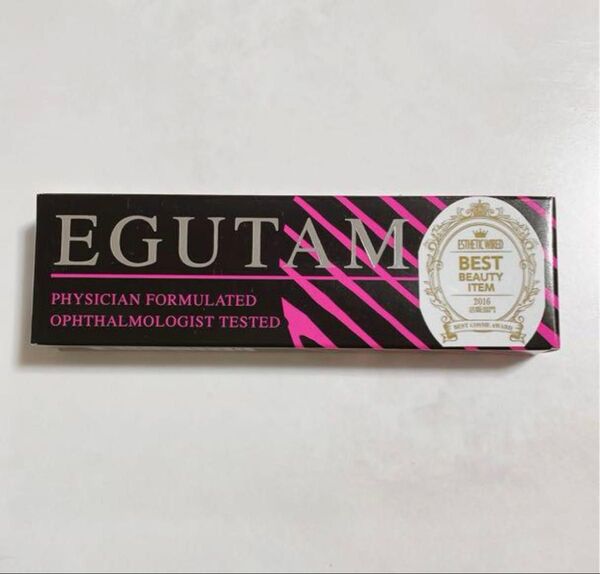 EGUTAM
PHYSICIAN FORMULATED
OPHTHALMOLOGIST TESTED
ESTHETIC WIRED
BEST
BEAUTY
ITEM
2016
BEST COSME AWARD